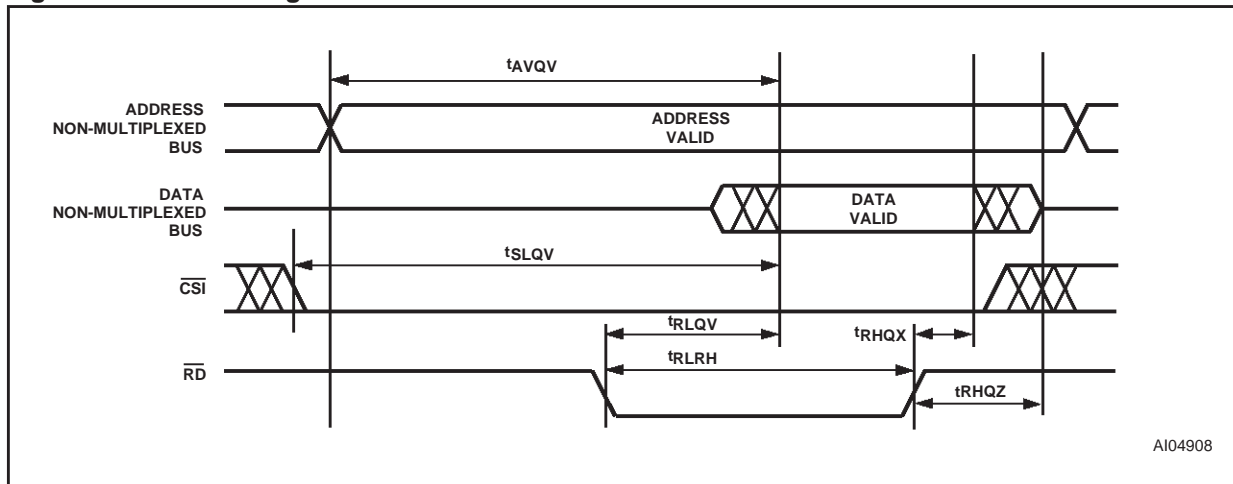 tAVQV
ADDRESS
NON-MULTIPLEXED
BUS
ADDRESS
VALID
DATA
NON-MULTIPLEXED
BUS
DATA
VALID
tSLQV
CSI
tRLQV
tRHQX
tRLRH
RD
tRHQZ
AI04908